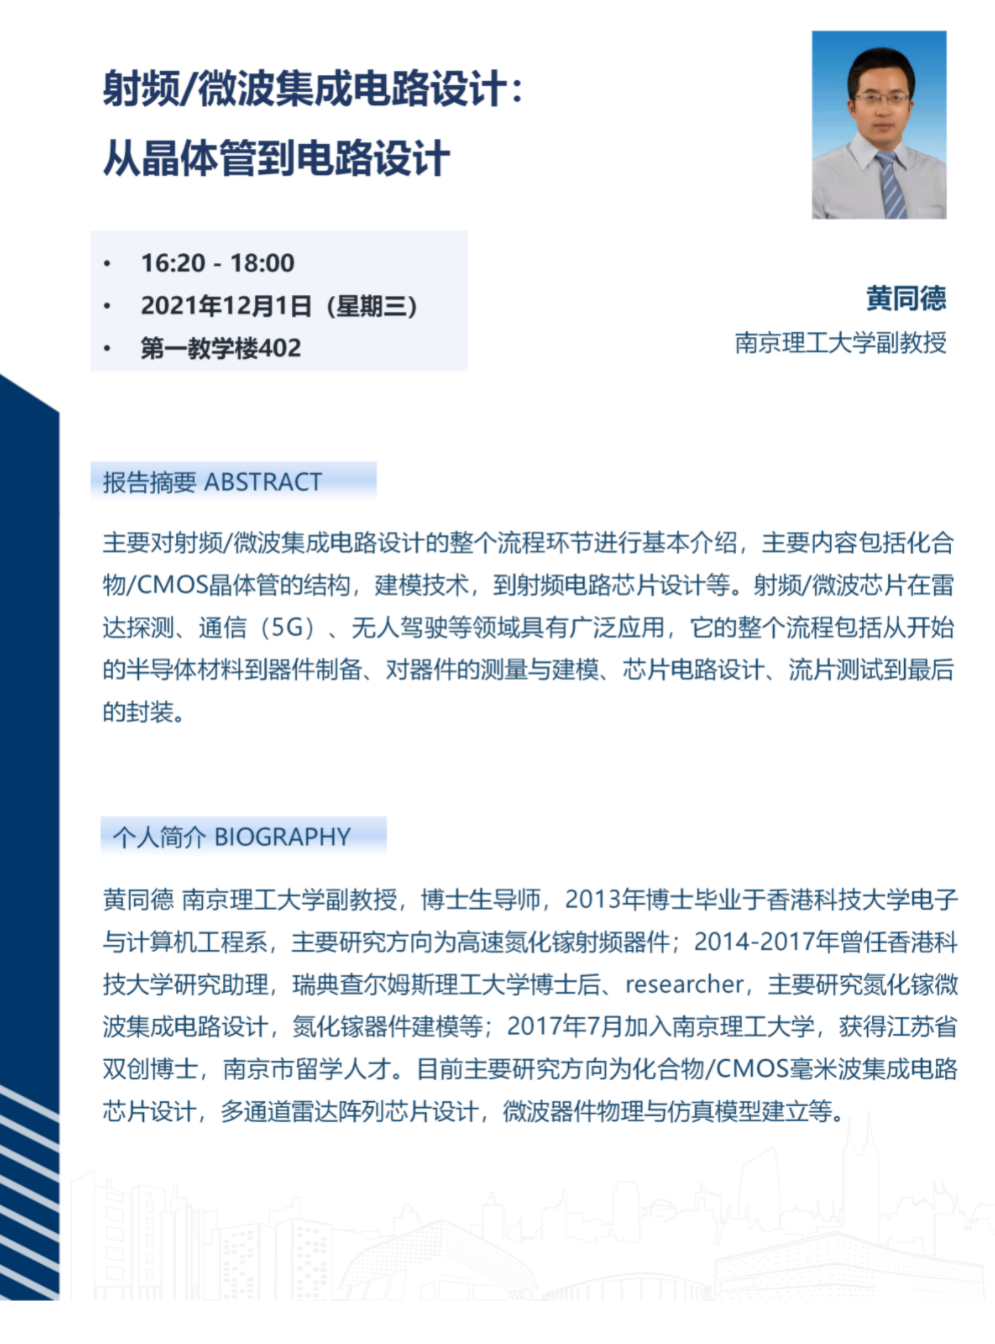 射频/微波集成电路设计：
从晶体管到电路设计
• 16:20 - 18:00
• 2021年12月1日（星期三）
• 第一教学楼402
黄同德
南京理工大学副教授
报告摘要 ABSTRACT
主要对射频/微波集成电路设计的整个流程环节进行基本介绍，主要内容包括化合
物/CMOS晶体管的结构，建模技术，到射频电路芯片设计等。射频/微波芯片在雷
达探测、通信（5G）、无人驾驶等领域具有广泛应用，它的整个流程包括从开始
的半导体材料到器件制备、对器件的测量与建模、芯片电路设计、流片测试到最后
的封装。
个人简介 BIOGRAPHY
黄同德 南京理工大学副教授，博士生导师，2013年博士毕业于香港科技大学电子
与计算机工程系，主要研究方向为高速氮化镓射频器件；2014-2017年曾任香港科
技大学研究助理，瑞典查尔姆斯理工大学博士后、researcher，主要研究氮化镓微
波集成电路设计，氮化镓器件建模等；2017年7月加入南京理工大学，获得江苏省
双创博士，南京市留学人才。目前主要研究方向为化合物/CMOS毫米波集成电路
芯片设计，多通道雷达阵列芯片设计，微波器件物理与仿真模型建立等。